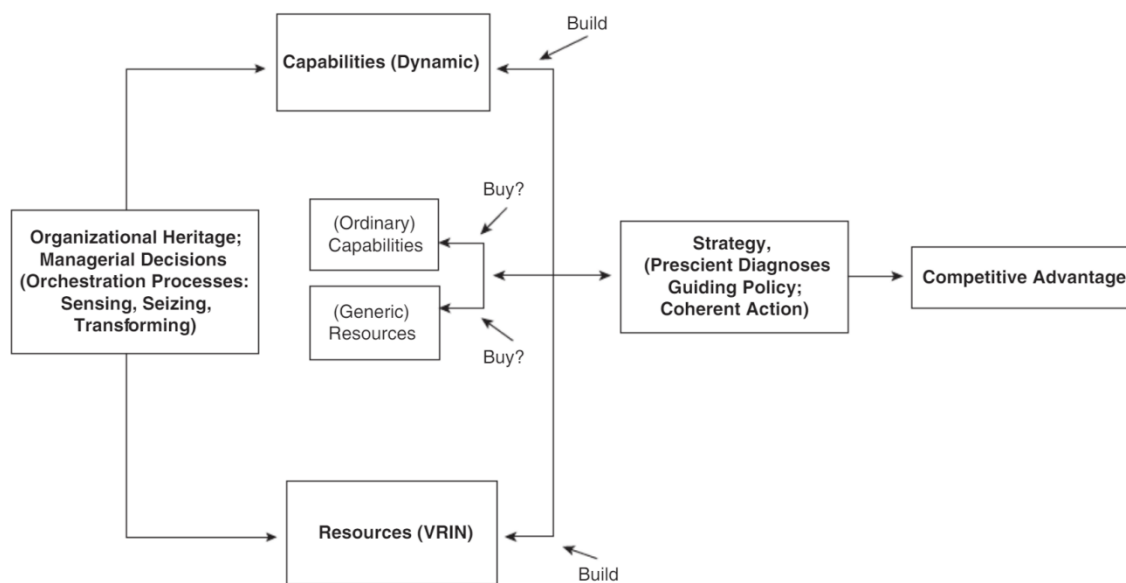 Build
Capabilities (Dynamic)
Buy?
(Ordinary)
Capabilities
Organizational Heritage;
Managerial Decisions
(Orchestration Processes:
Sensing, Seizing,
Transforming)
Strategy,
(Prescient Diagnoses
Guiding Policy;
Coherent Action)
Competitive Advantage
(Generic)
Resources
Buy?
Resources (VRIN)
Build